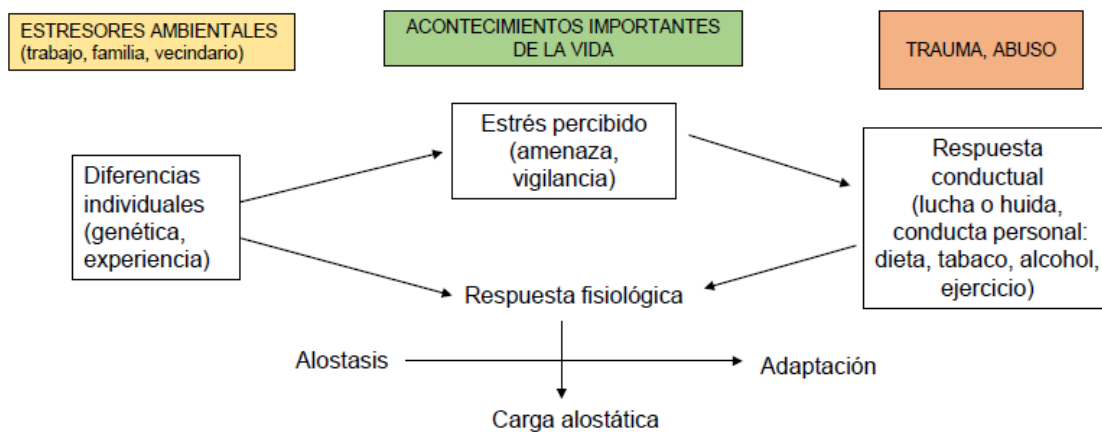 ESTRESORES AMBIENTALES
(trabajo, familia, vecindario)
ACONTECIMIENTOS IMPORTANTES
DE LA VIDA
TRAUMA, ABUSO
Estrés percibido
(amenaza,
vigilancia)
Diferencias
individuales
(genética,
experiencia)
Respuesta
conductual
(lucha o huida,
conducta personal:
dieta, tabaco, alcohol,
ejercicio)
Respuesta fisiológica
Alostasis
Adaptación
Carga alostática